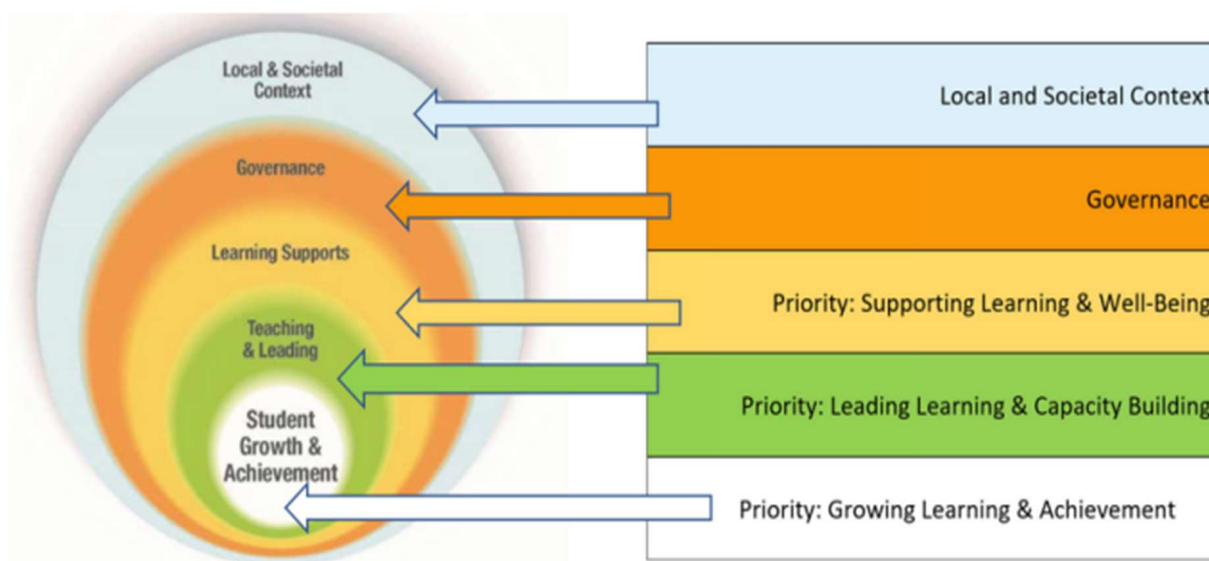 Local & Societal
Context
Governance
Learning Supports
Teaching
& Leading
Student
Growth &
Achievement
Local and Societal Context
Governance
Priority: Supporting Learning & Well-Being
Priority: Leading Learning & Capacity Building
Priority: Growing Learning & Achievement